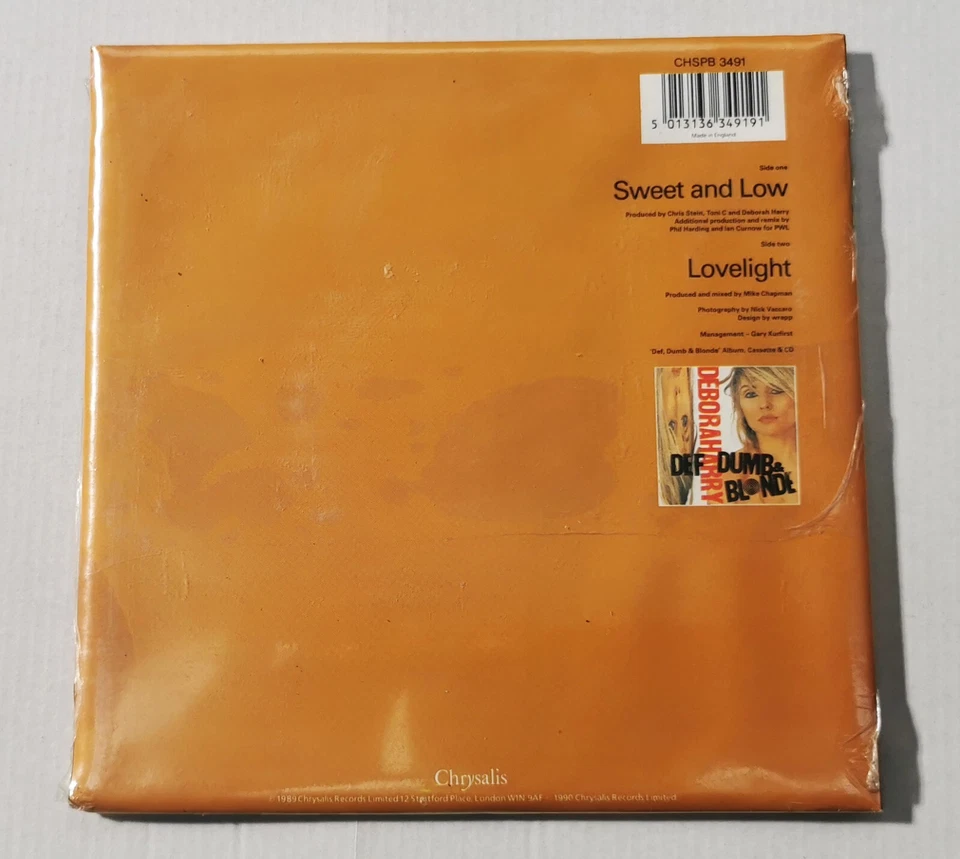 CHSPB 3491
5 013136 349191
Made in England
Side one
Sweet and Low
Produced by Chris Stein, Toni C and Deborah Harry
Additional production and remix by
Phil Harding and Ian Curnow for PWL
Side two
Lovelight
Produced and mixed by Mike Chapman
Photography by Nick Vaccaro
Design by wrapp
Management – Gary Kurfirst
'Def, Dumb & Blonde' Album, Cassette & CD
DEBORAH HARRY
DEF, DUMB &
BLONDE
Chrysalis
1989 Chrysalis Records Limited 12 Stratford Place, London W1N 9AF – 1990 Chrysalis Records Limited